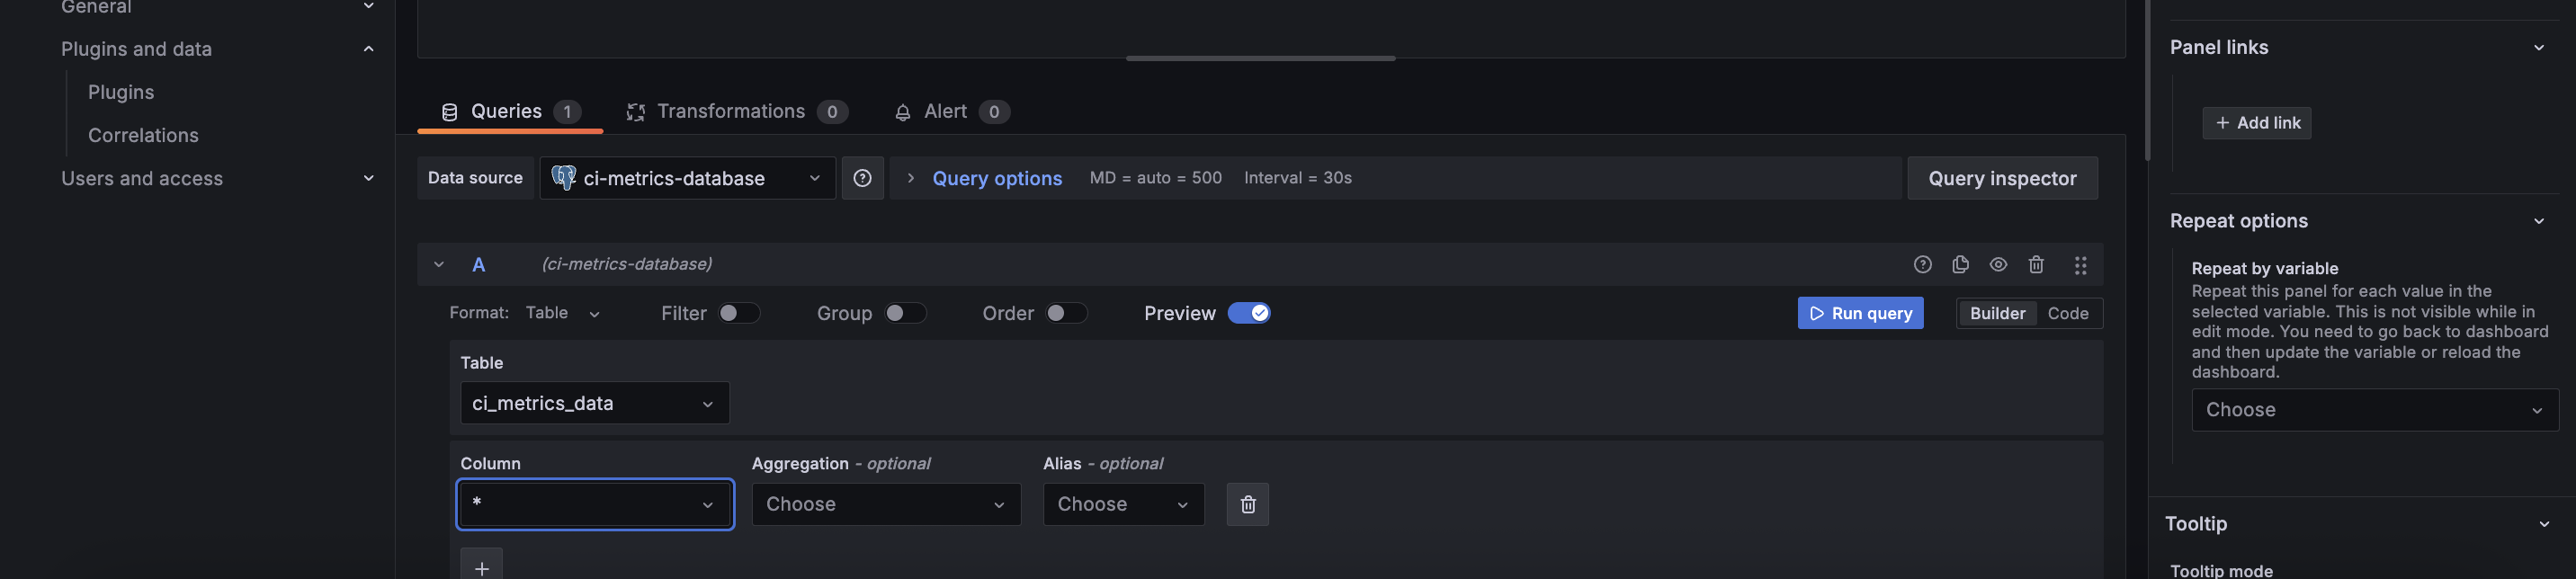 General
Plugins and data
Plugins
Correlations
Users and access
Queries 1 Transformations 0 Alert 0
Data source ci-metrics-database Query options MD = auto = 500 Interval = 30s Query inspector
A (ci-metrics-database)
Format: Table Filter Group Order Preview Run query Builder Code
Table
ci_metrics_data
Column Aggregation - optional Alias - optional
* Choose Choose
+
Panel links
+ Add link
Repeat options
Repeat by variable
Repeat this panel for each value in the
selected variable. This is not visible while in
edit mode. You need to go back to dashboard
and then update the variable or reload the
dashboard.
Choose
Tooltip
Tooltip mode